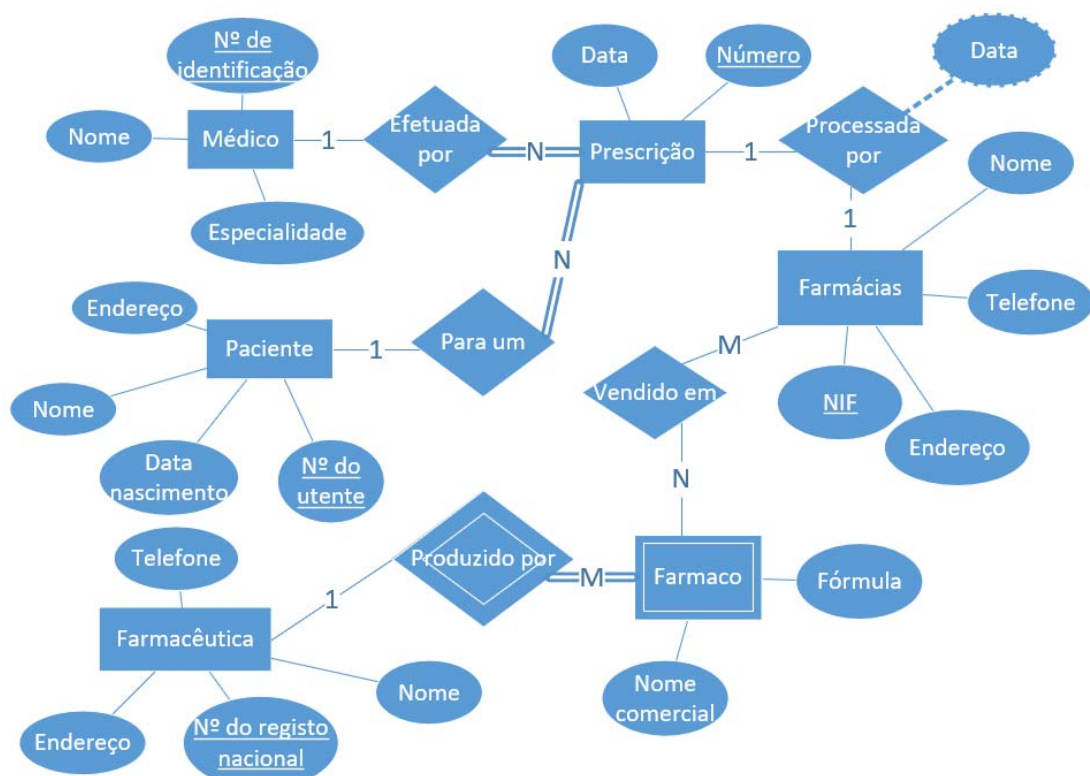 Nº de
identificação
Nome
Médico
1
Efetuada
por
N
Especialidade
Data
Número
Prescrição
1
Processada
por
Data
1
Nome
Farmácias
Telefone
NIF
Endereço
N
Endereço
Paciente
1
Para um
Nome
Data
nascimento
Nº do
utente
M
Vendido em
N
Telefone
Farmacêutica
1
Produzido por
M
Farmaco
Fórmula
Nome
comercial
Nome
Endereço
Nº do registo
nacional